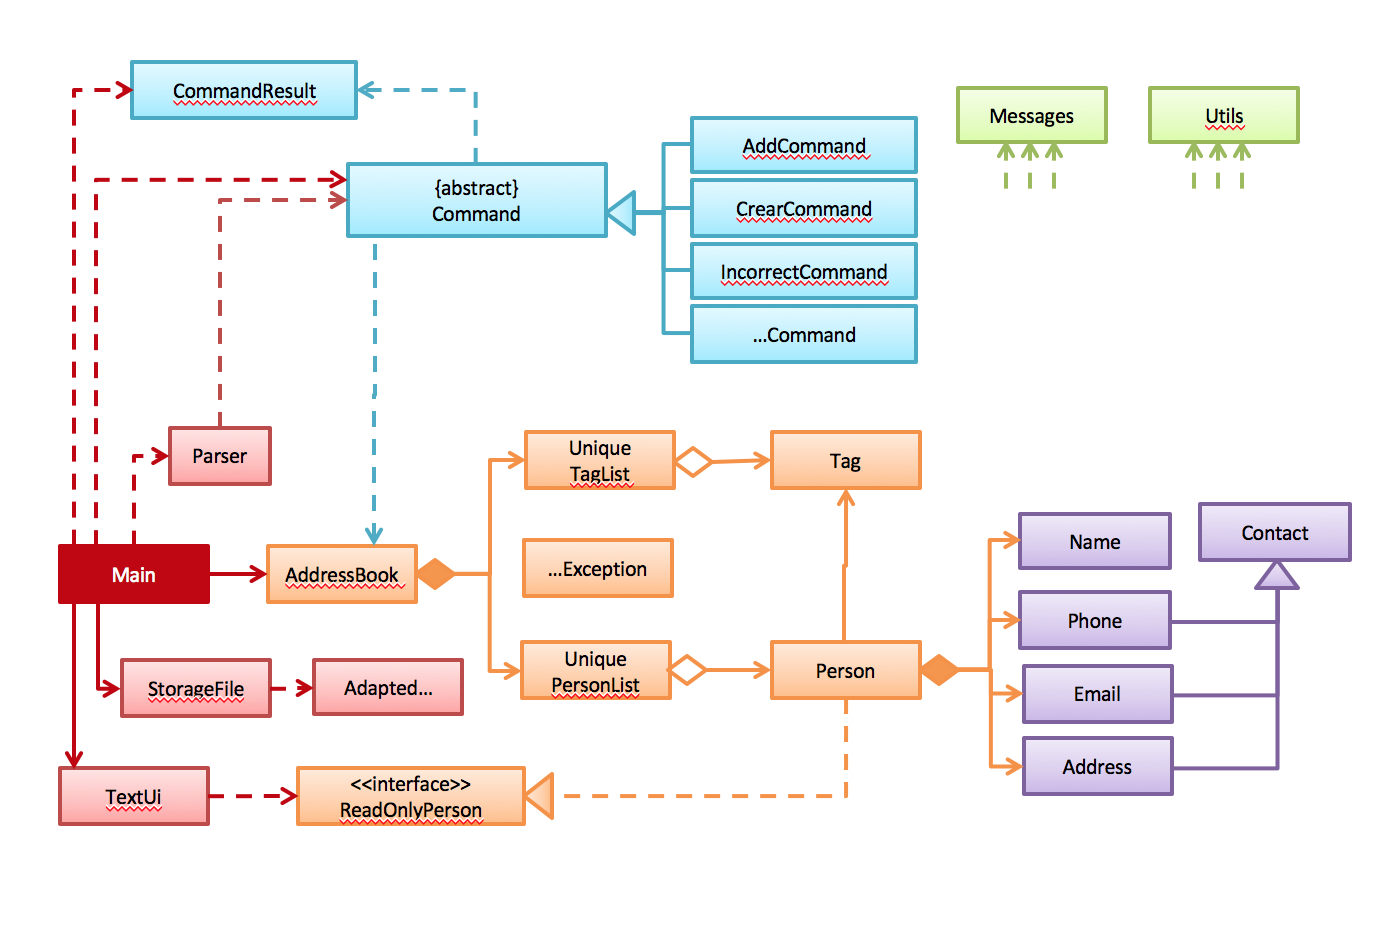 CommandResult
Messages
Utils
AddCommand
{abstract}
Command
CrearCommand
IncorrectCommand
...Command
Parser
Unique
TagList
Tag
Main
AddressBook
...Exception
Name
Contact
Phone
Unique
PersonList
Person
StorageFile
Adapted...
Email
Address
TextUi
<<interface>>
ReadOnlyPerson